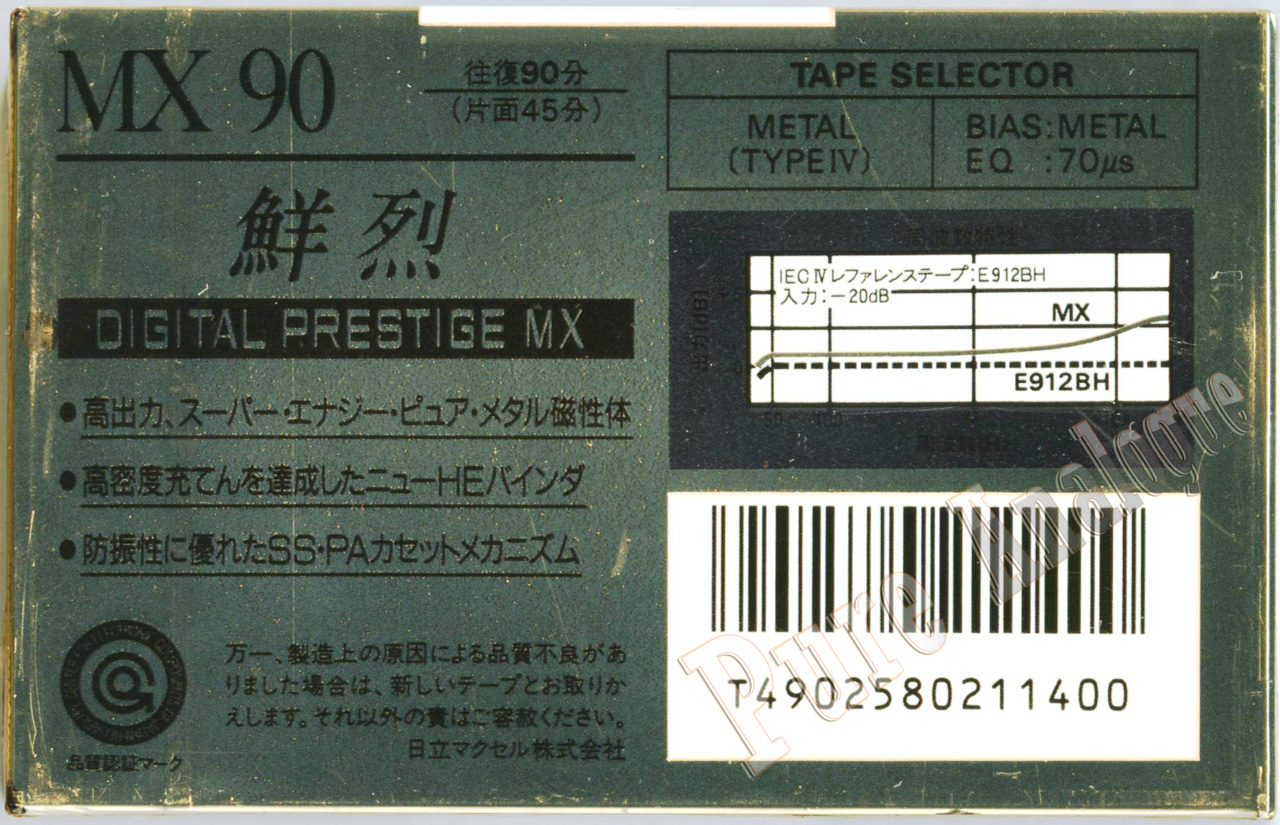 MX 90
往復90分
(片面45分)
鮮烈
DIGITAL PRESTIGE MX
●高出力、スーパー・エナジー・ピュア・メタル磁性体
●高密度充てんを達成したニューHEバインダ
●防振性に優れたSS・PAカセットメカニズム
品質認証マーク
万一、製造上の原因による品質不良があ
りました場合は、新しいテープとお取りか
えします。それ以外の責はご容赦ください。
日立マクセル株式会社
TAPE SELECTOR
METAL
(TYPE IV)
BIAS:METAL
EQ :70μs
周波数特性
IEC IVレファレンステープ:E912BH
入力:-20dB
MX
E912BH
T4902580211400
Pure Analogue